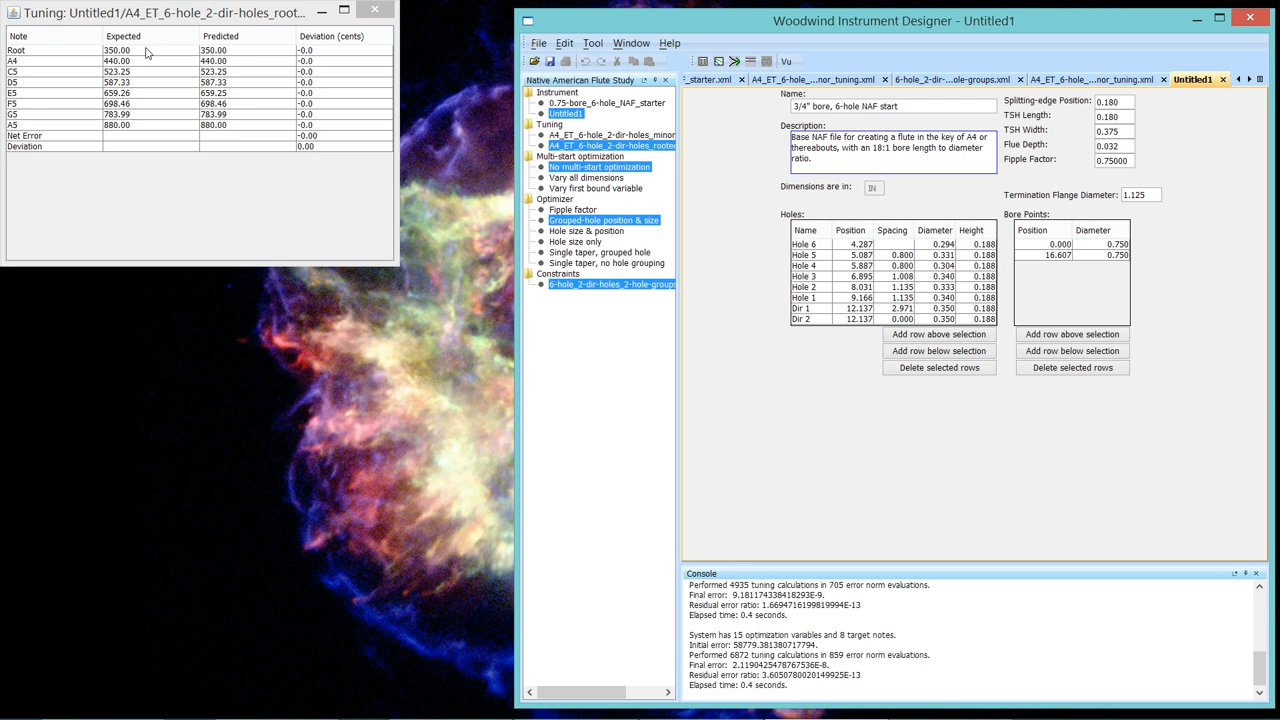 Tuning: Untitled1/A4_ET_6-hole_2-dir-holes_root...
Note Expected Predicted Deviation (cents)
Root 350.00 350.00 -0.0
A4 440.00 440.00 -0.0
C5 523.25 523.25 -0.0
D5 587.33 587.33 -0.0
E5 659.26 659.25 -0.0
F5 698.46 698.46 -0.0
G5 783.99 783.99 -0.0
A5 880.00 880.00 -0.0
Net Error -0.00
Deviation 0.00
Woodwind Instrument Designer - Untitled1
File Edit Tool Window Help
Vu
Native American Flute Study
Instrument
0.75-bore_6-hole_NAF_starter
Untitled1
Tuning
A4_ET_6-hole_2-dir-holes_minor
A4_ET_6-hole_2-dir-holes_rooted
Multi-start optimization
No multi-start optimization
Vary all dimensions
Vary first bound variable
Optimizer
Fipple factor
Grouped-hole position & size
Hole size & position
Hole size only
Single taper, grouped hole
Single taper, no hole grouping
Constraints
6-hole_2-dir-holes_2-hole-groups
:_starter.xml A4_ET_6-hole_...nor_tuning.xml 6-hole_2-dir-...ole-groups.xml A4_ET_6-hole_...nor_tuning.xml Untitled1
Name:
3/4" bore, 6-hole NAF start
Description:
Base NAF file for creating a flute in the key of A4 or
thereabouts, with an 18:1 bore length to diameter
ratio.
Dimensions are in: IN
Splitting-edge Position: 0.180
TSH Length: 0.180
TSH Width: 0.375
Flue Depth: 0.032
Fipple Factor: 0.75000
Termination Flange Diameter: 1.125
Holes:
Name Position Spacing Diameter Height
Hole 6 4.287 0.294 0.188
Hole 5 5.087 0.800 0.331 0.188
Hole 4 5.887 0.800 0.304 0.188
Hole 3 6.895 1.008 0.340 0.188
Hole 2 8.031 1.135 0.333 0.188
Hole 1 9.166 1.135 0.340 0.188
Dir 1 12.137 2.971 0.350 0.188
Dir 2 12.137 0.000 0.350 0.188
Add row above selection
Add row below selection
Delete selected rows
Bore Points:
Position Diameter
0.000 0.750
16.607 0.750
Add row above selection
Add row below selection
Delete selected rows
Console
Performed 4935 tuning calculations in 705 error norm evaluations.
Final error: 9.181174338418293E-9.
Residual error ratio: 1.6694716199819994E-13
Elapsed time: 0.4 seconds.
System has 15 optimization variables and 8 target notes.
Initial error: 58779.381380717794.
Performed 6872 tuning calculations in 859 error norm evaluations.
Final error: 2.1190425478767536E-8.
Residual error ratio: 3.6050780020149925E-13
Elapsed time: 0.4 seconds.